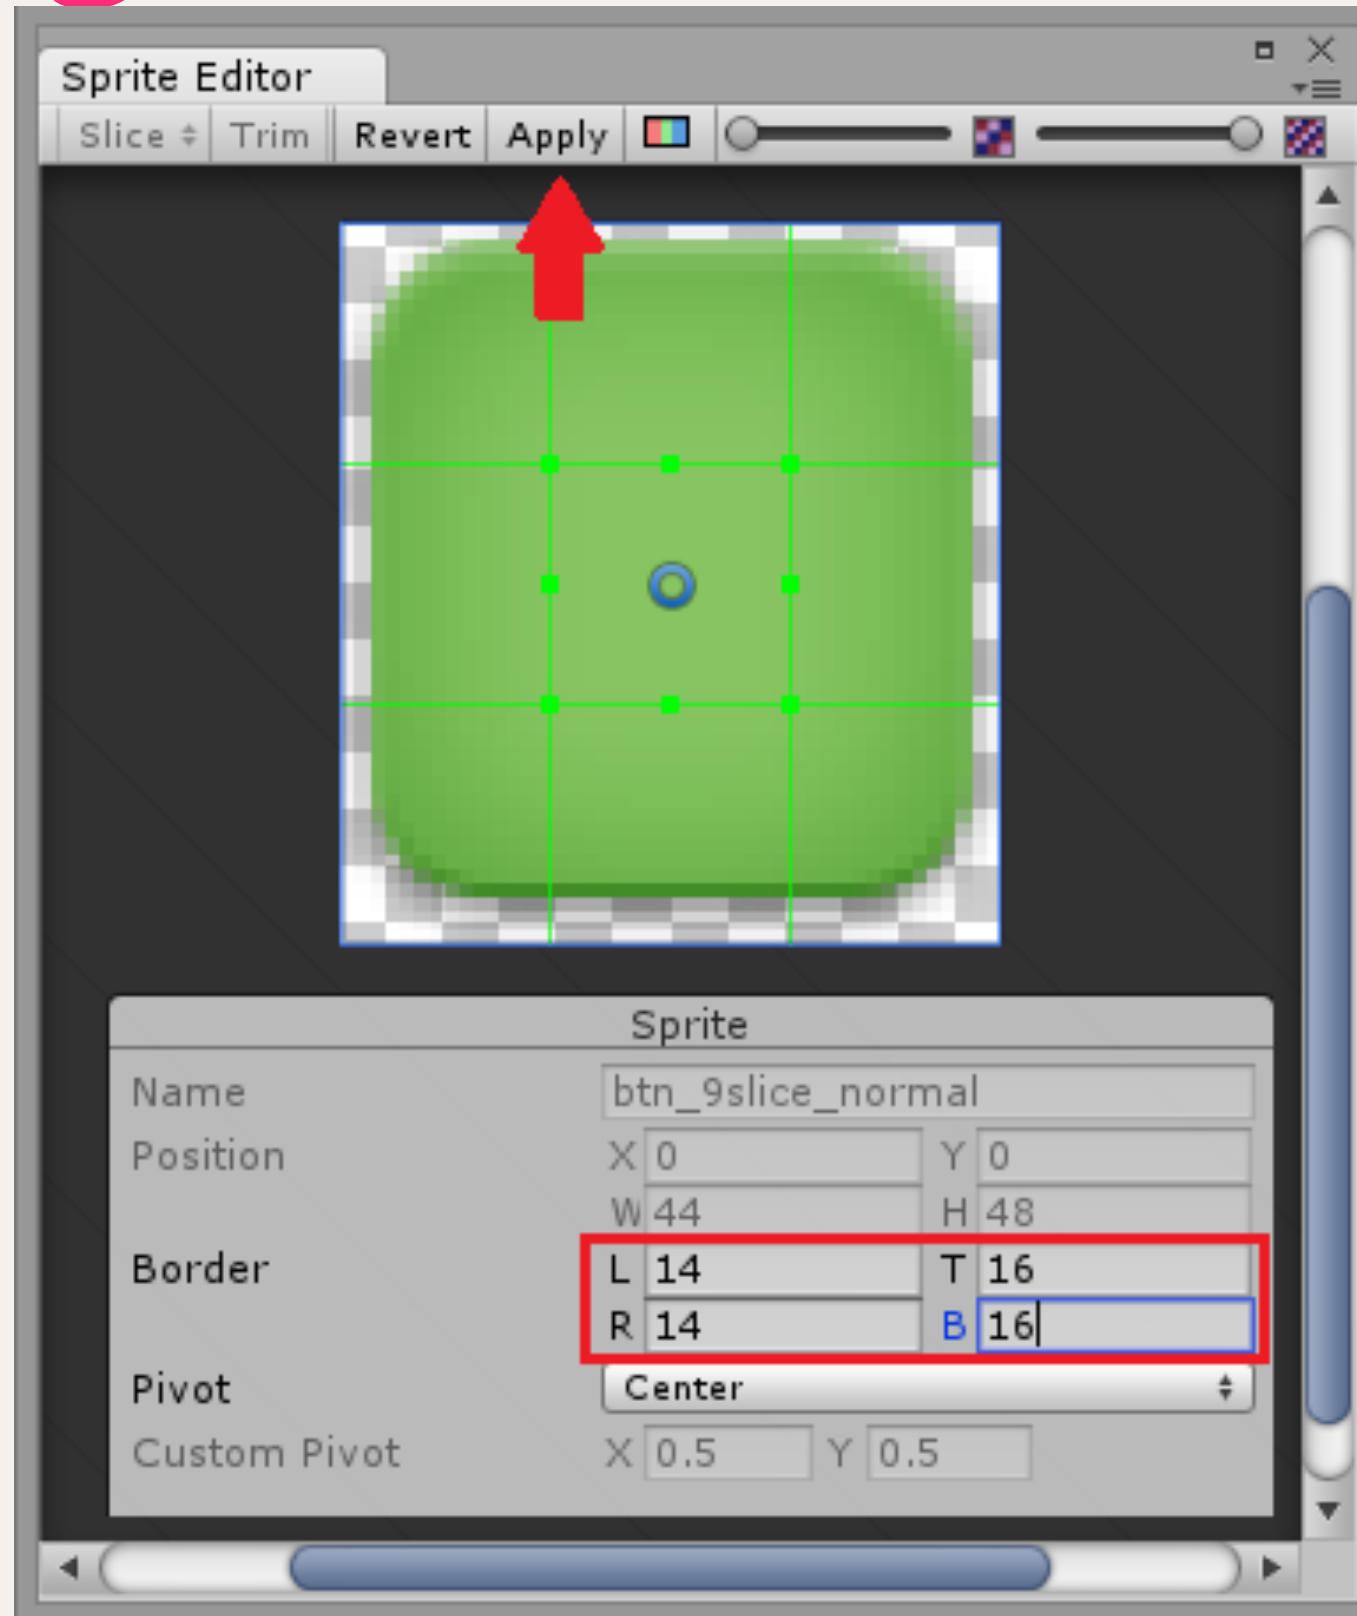 Sprite Editor
Slice Trim Revert Apply
Sprite
Name btn_9slice_normal
Position X 0 Y 0
W 44 H 48
Border L 14 T 16
R 14 B 16
Pivot Center
Custom Pivot X 0.5 Y 0.5